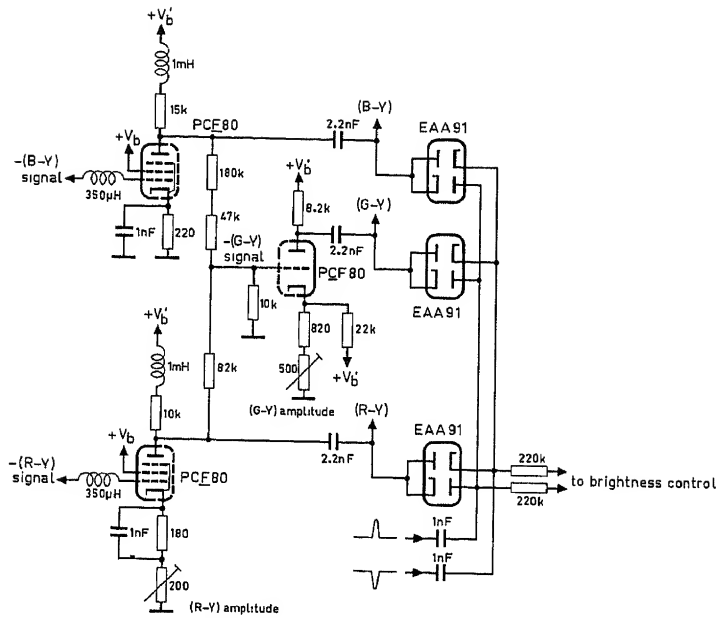 +V'b
1mH
15k
PCF80
+Vb
-(B-Y)
signal
350µH
1nF
220
180k
47k
-(G-Y)
signal
10k
2.2nF
(B-Y)
EAA91
+V'b
8.2k
(G-Y)
2.2nF
PCF80
EAA91
820
22k
500
+V'b
(G-Y) amplitude
+V'b
1mH
10k
82k
+Vb
-(R-Y)
signal
350µH
PCF80
1nF
180
200
(R-Y) amplitude
(R-Y)
2.2nF
EAA91
220k
to brightness control
220k
1nF
1nF